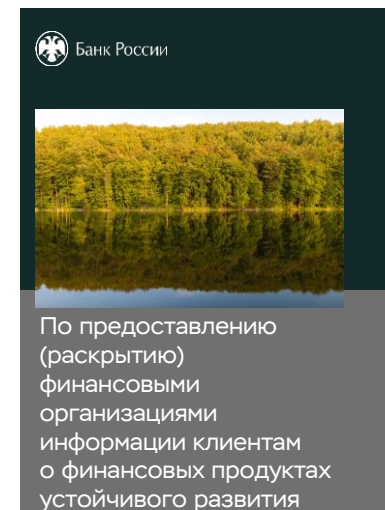 Банк России
По предоставлению
(раскрытию)
финансовыми
организациями
информации клиентам
о финансовых продуктах
устойчивого развития